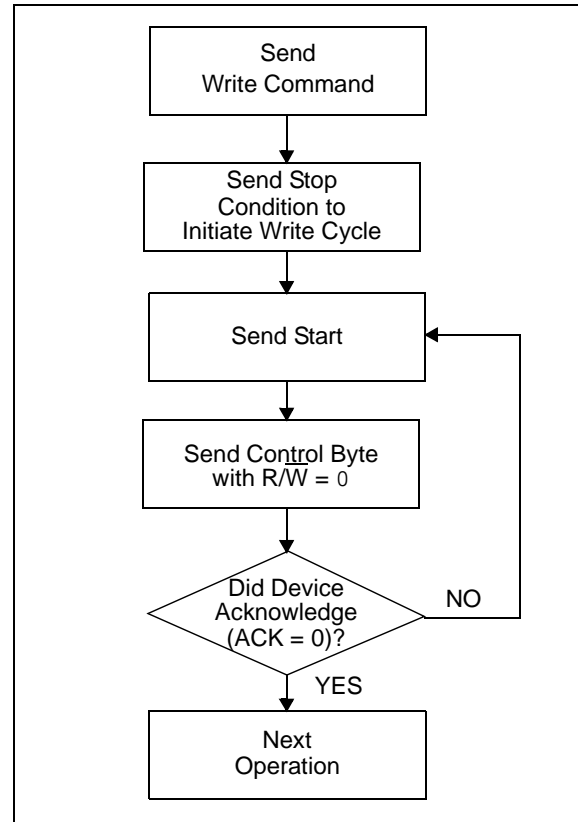 Send
Write Command
Send Stop
Condition to
Initiate Write Cycle
Send Start
Send Control Byte
with R/W̅ = 0
Did Device
Acknowledge
(ACK = 0)?
NO
YES
Next
Operation